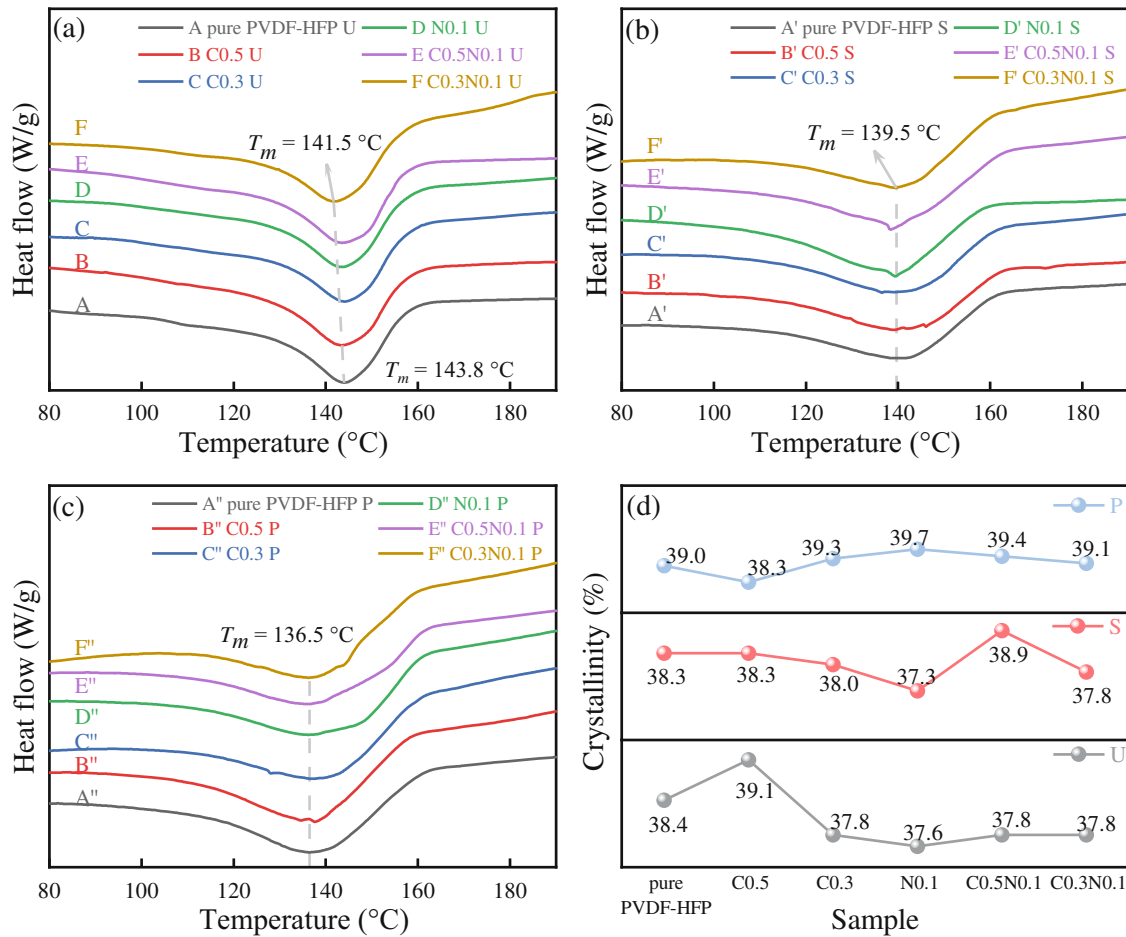 (a)
A pure PVDF-HFP U
D N0.1 U
B C0.5 U
E C0.5N0.1 U
C C0.3 U
F C0.3N0.1 U
F
E
D
C
B
A
T_m = 141.5 °C
T_m = 143.8 °C
Heat flow (W/g)
80 100 120 140 160 180
Temperature (°C)
(b)
A' pure PVDF-HFP S
D' N0.1 S
B' C0.5 S
E' C0.5N0.1 S
C' C0.3 S
F' C0.3N0.1 S
F'
E'
D'
C'
B'
A'
T_m = 139.5 °C
Heat flow (W/g)
80 100 120 140 160 180
Temperature (°C)
(c)
A" pure PVDF-HFP P
D" N0.1 P
B" C0.5 P
E" C0.5N0.1 P
C" C0.3 P
F" C0.3N0.1 P
F"
E"
D"
C"
B"
A"
T_m = 136.5 °C
Heat flow (W/g)
80 100 120 140 160 180
Temperature (°C)
(d)
P
39.0 38.3 39.3 39.7 39.4 39.1
S
38.3 38.3 38.0 37.3 38.9 37.8
U
38.4 39.1 37.8 37.6 37.8 37.8
Crystallinity (%)
pure
PVDF-HFP
C0.5 C0.3 N0.1 C0.5N0.1 C0.3N0.1
Sample